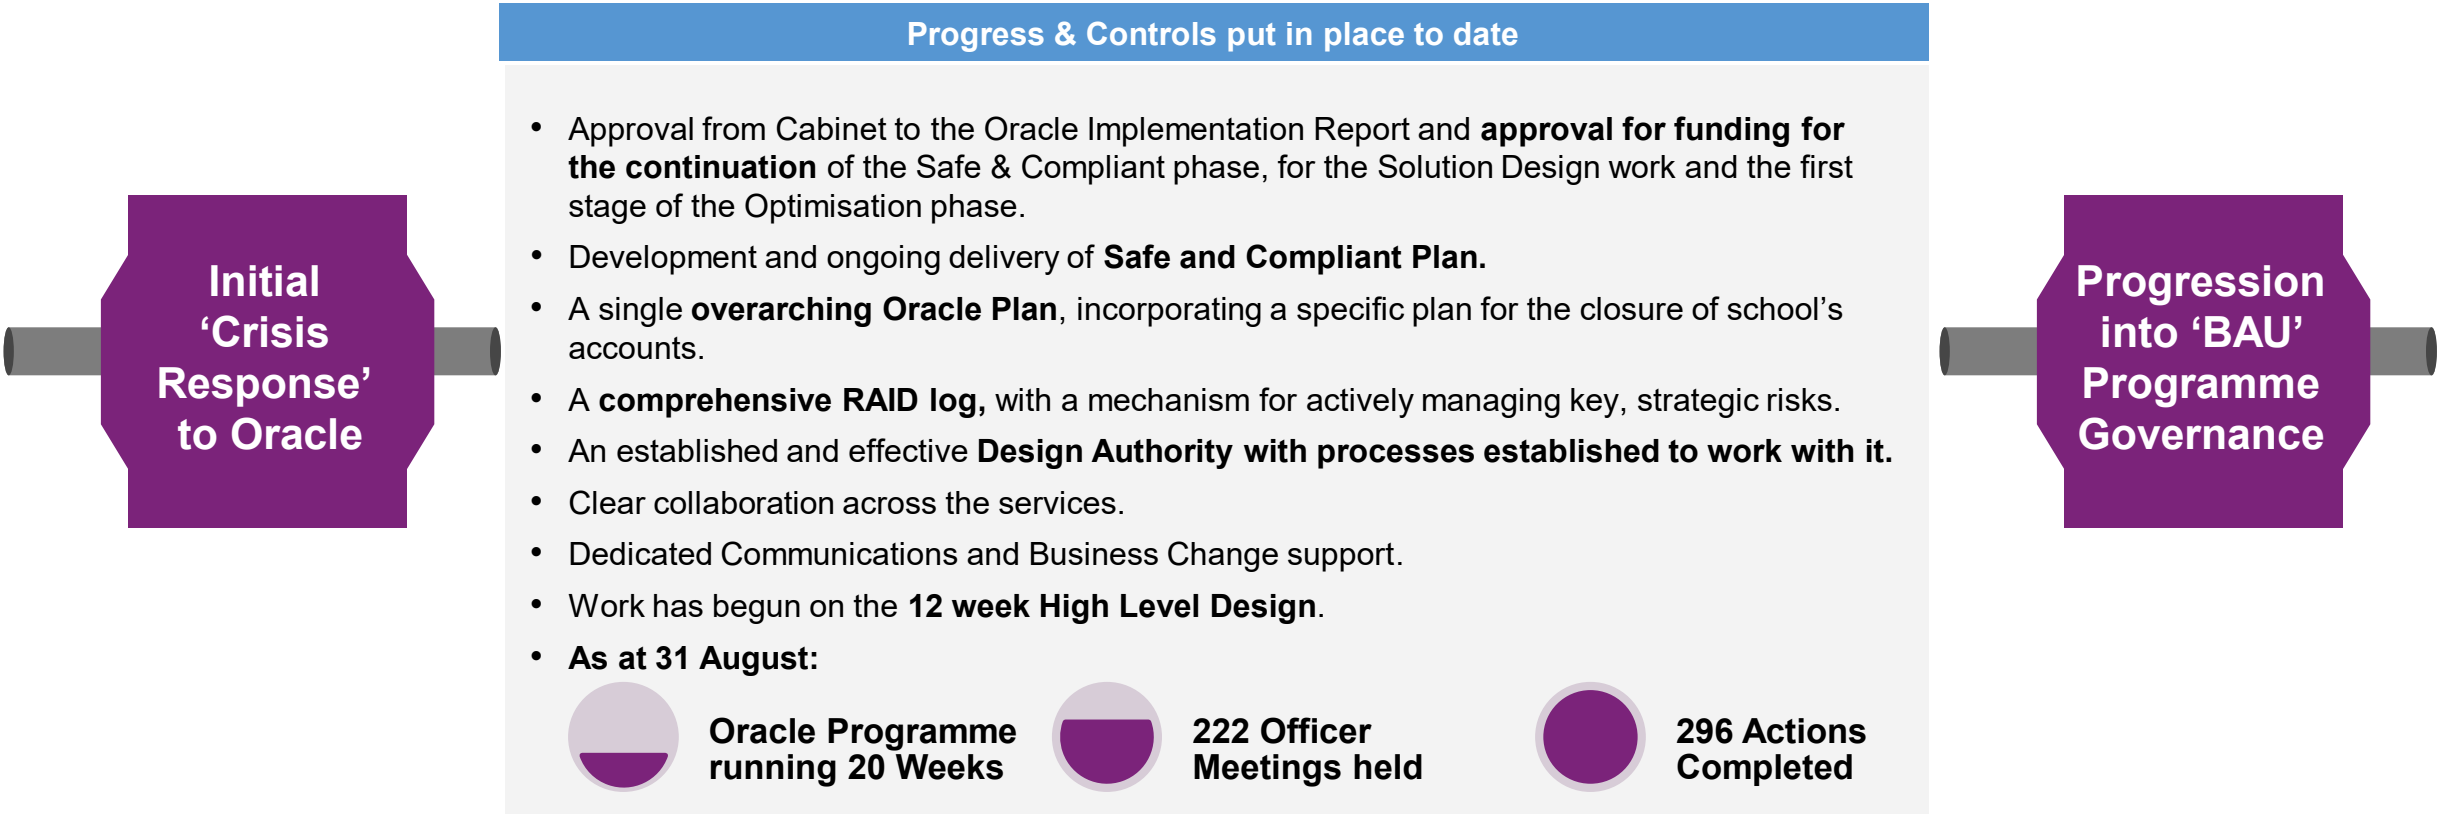 Progress & Controls put in place to date
Initial
‘Crisis
Response’
to Oracle
• Approval from Cabinet to the Oracle Implementation Report and approval for funding for
the continuation of the Safe & Compliant phase, for the Solution Design work and the first
stage of the Optimisation phase.
• Development and ongoing delivery of Safe and Compliant Plan.
• A single overarching Oracle Plan, incorporating a specific plan for the closure of school’s
accounts.
• A comprehensive RAID log, with a mechanism for actively managing key, strategic risks.
• An established and effective Design Authority with processes established to work with it.
• Clear collaboration across the services.
• Dedicated Communications and Business Change support.
• Work has begun on the 12 week High Level Design.
• As at 31 August:
Oracle Programme
running 20 Weeks
222 Officer
Meetings held
296 Actions
Completed
Progression
into ‘BAU’
Programme
Governance